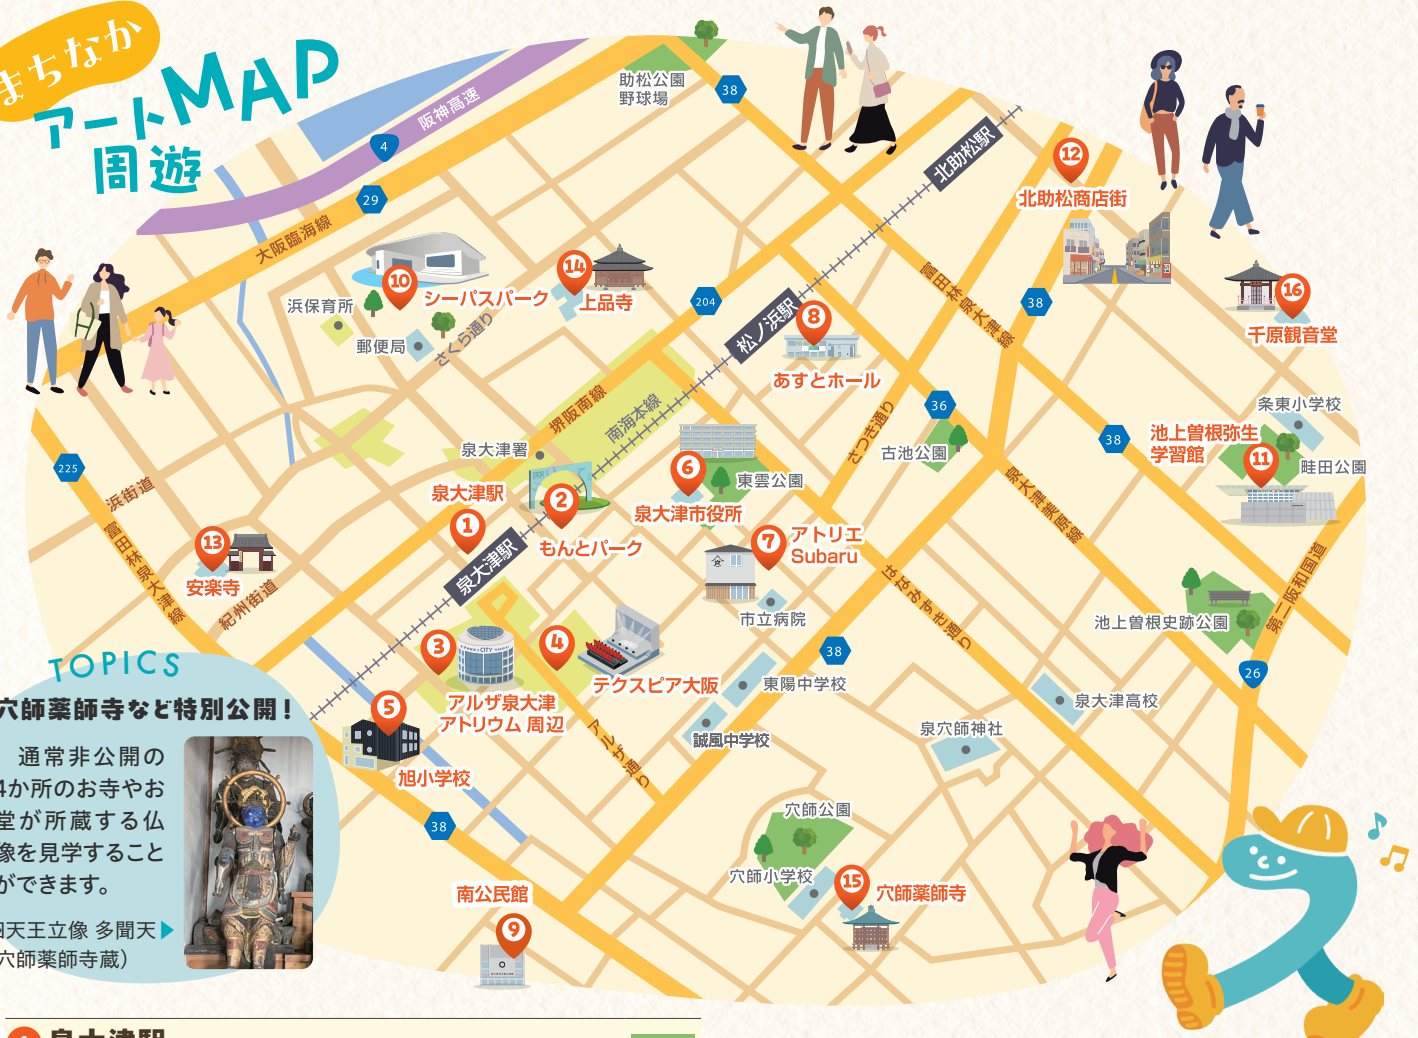 まちなか
アートMAP
周遊
助松公園
野球場
38
阪神高速
4
29
大阪臨海線
北助松駅
12
北助松商店街
10
シーパスパーク
14
上品寺
浜保育所
郵便局
さくら通り
204
松ノ浜駅
8
あすとホール
富田林泉大津線
38
16
千原観音堂
堺阪南線
南海本線
さつき通り
36
古池公園
38
条東小学校
池上曽根弥生
学習館
11
畦田公園
225
浜街道
富田林泉大津線
泉大津署
泉大津駅
1
2
もんとパーク
6
泉大津市役所
東雲公園
泉大津美原線
13
安楽寺
紀州街道
泉大津駅
7
アトリエ
Subaru
市立病院
はなみずき通り
第二阪和国道
池上曽根史跡公園
3
アルザ泉大津
アトリウム 周辺
4
テクスピア大阪
38
東陽中学校
誠風中学校
26
泉大津高校
泉穴師神社
アルザ通り
5
旭小学校
38
TOPICS
穴師薬師寺など特別公開！
通常非公開の
4か所のお寺やお
堂が所蔵する仏
像を見学すること
ができます。
四天王立像 多聞天▶
穴師薬師寺蔵）
南公民館
9
穴師公園
穴師小学校
15
穴師薬師寺
1 泉大津駅